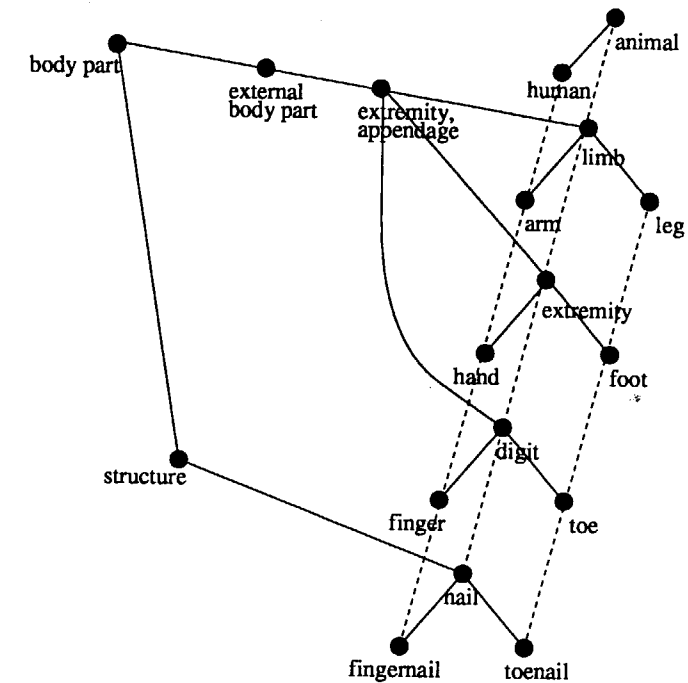 animal
body part
human
external
body part
extremity,
appendage
limb
arm
leg
extremity
hand
foot
digit
structure
finger
toe
nail
fingernail
toenail